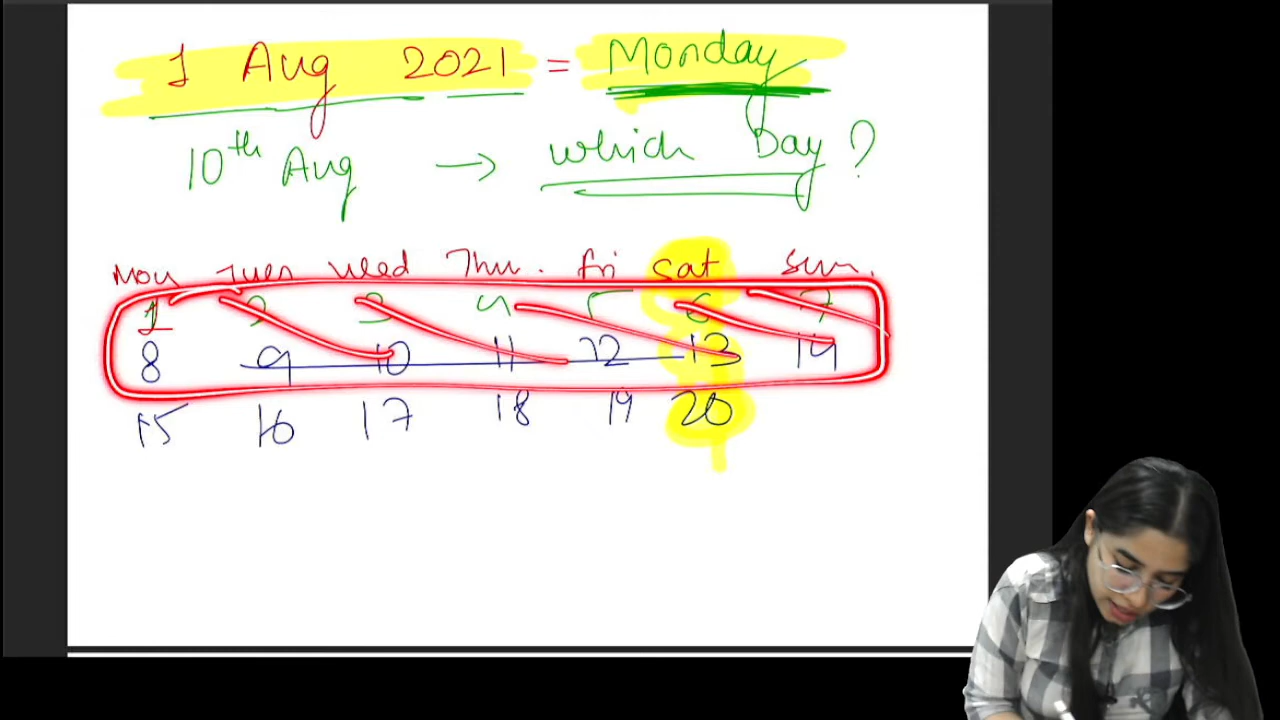 1 Aug 2021 = Monday
10th Aug → which Day?
Mon Tues Wed Thu. Fri Sat Sun.
1 2 3 4 5 6 7
8 9 10 11 12 13 14
15 16 17 18 19 20